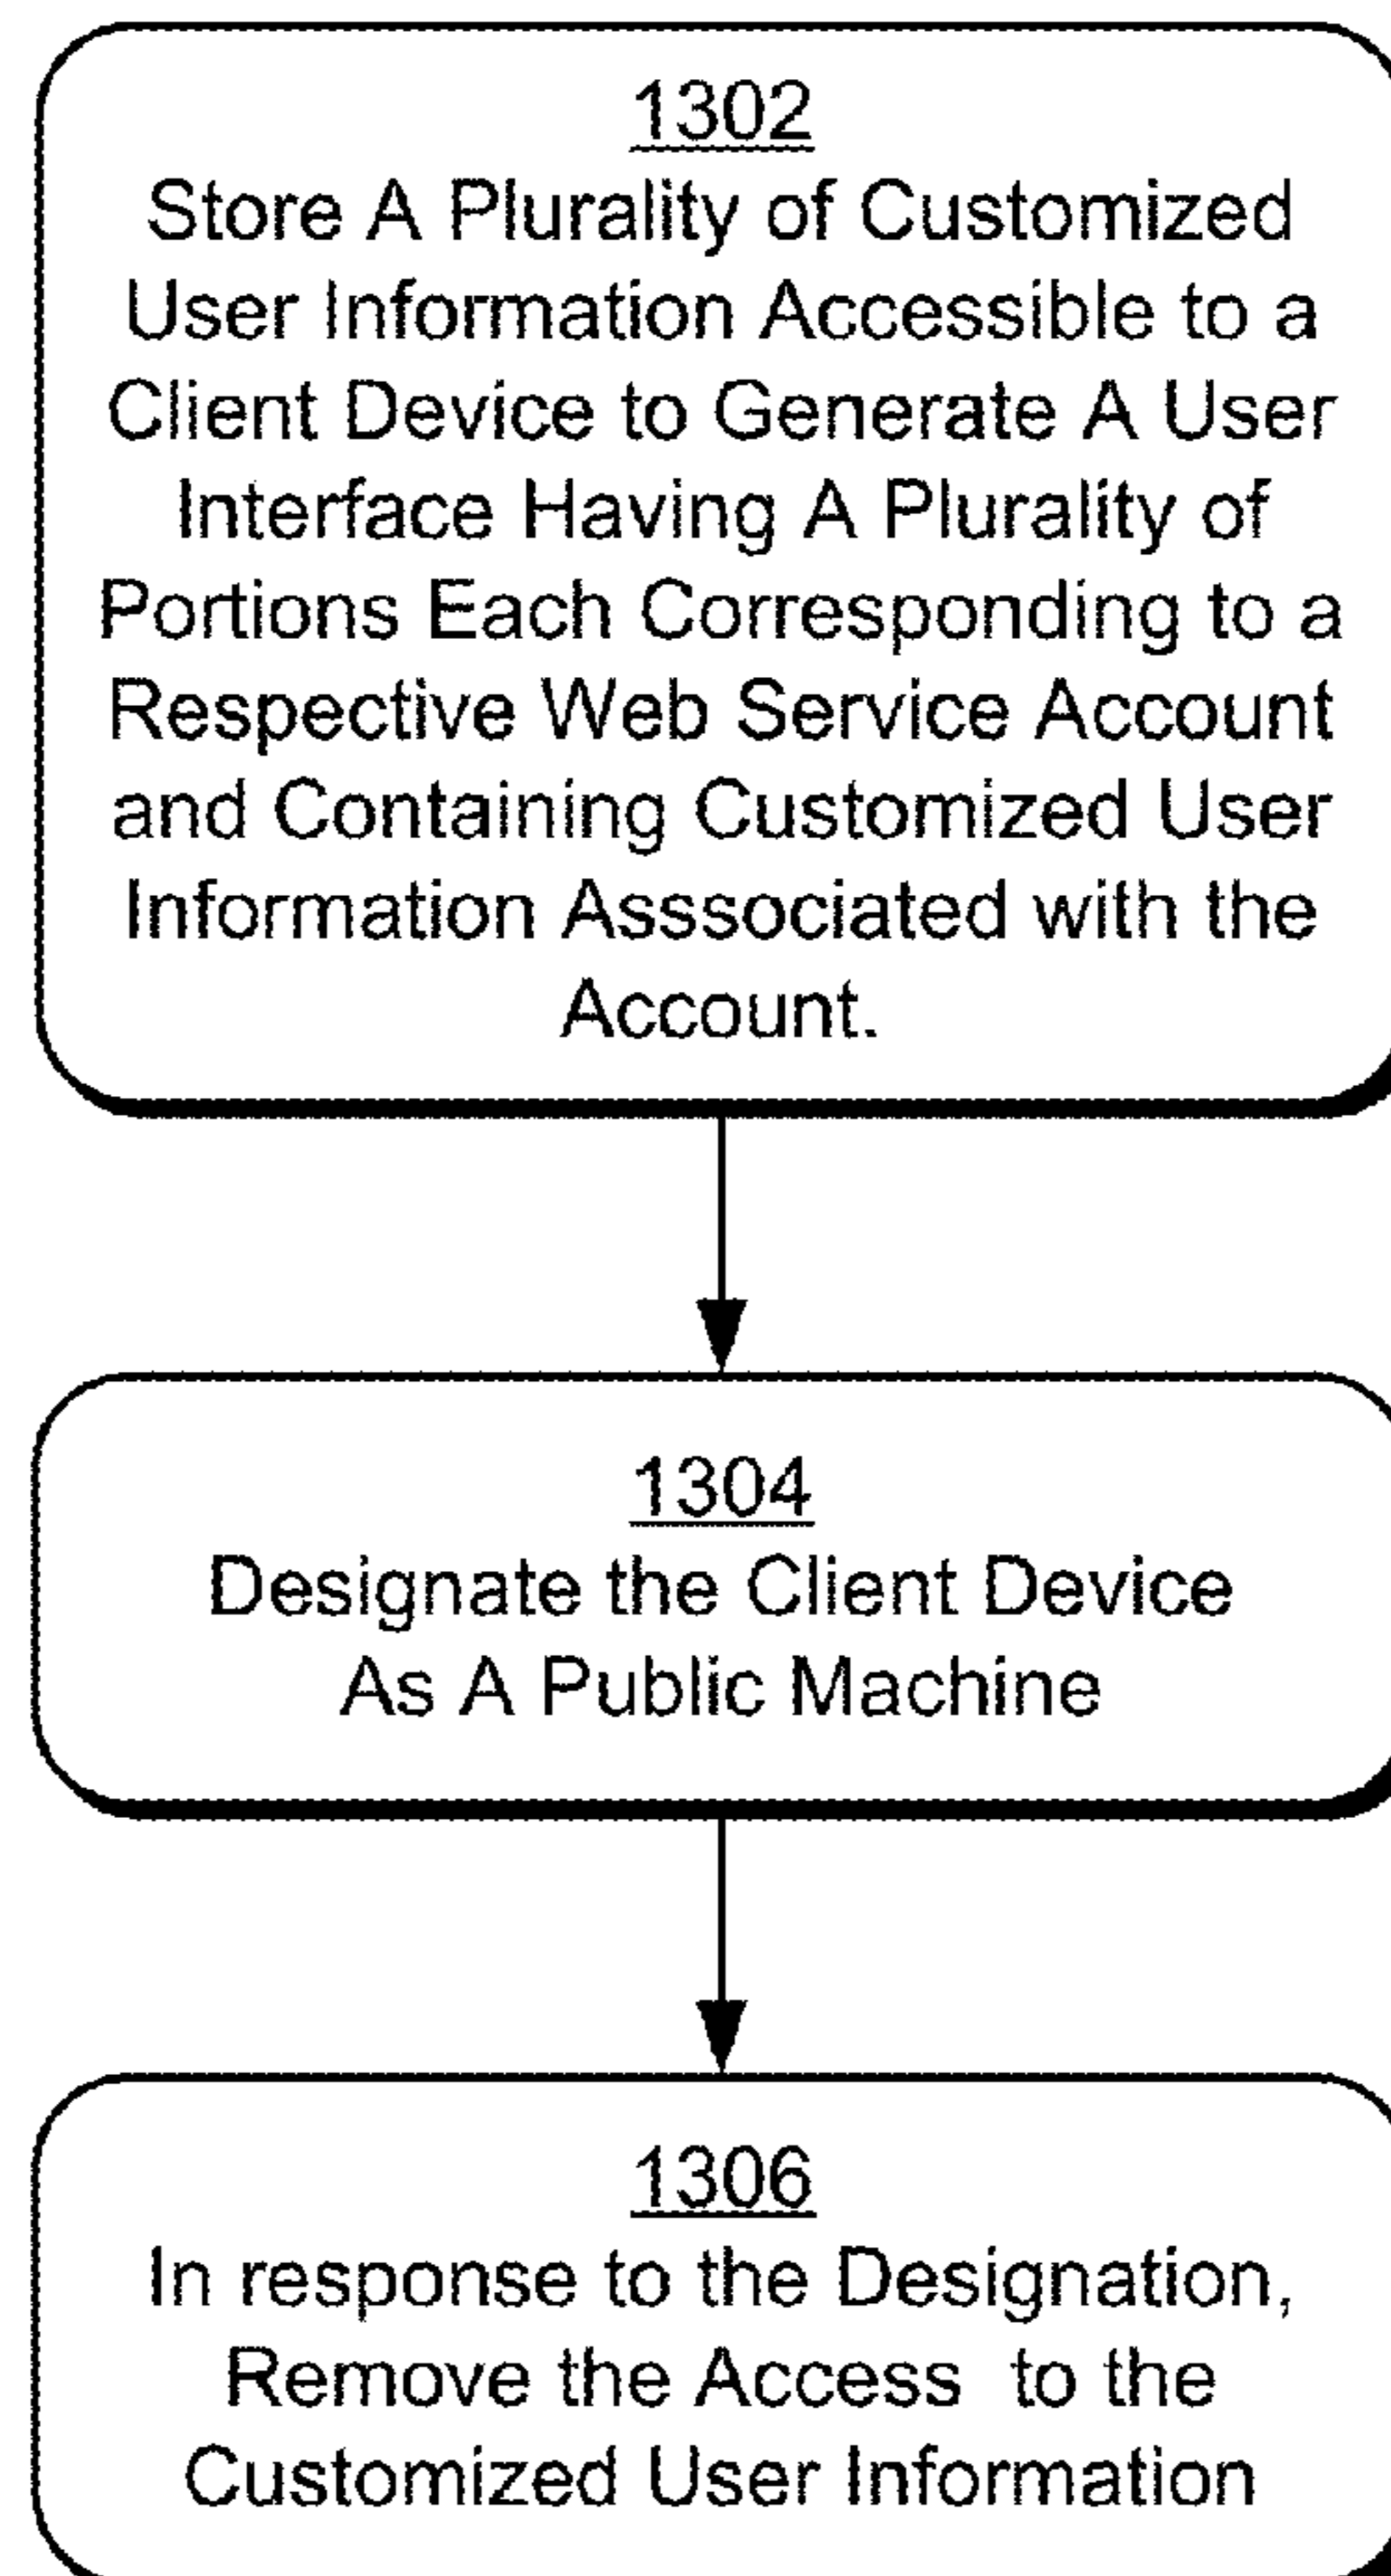 1302
Store A Plurality of Customized
User Information Accessible to a
Client Device to Generate A User
Interface Having A Plurality of
Portions Each Corresponding to a
Respective Web Service Account
and Containing Customized User
Information Asssociated with the
Account.
1304
Designate the Client Device
As A Public Machine
1306
In response to the Designation,
Remove the Access to the
Customized User Information